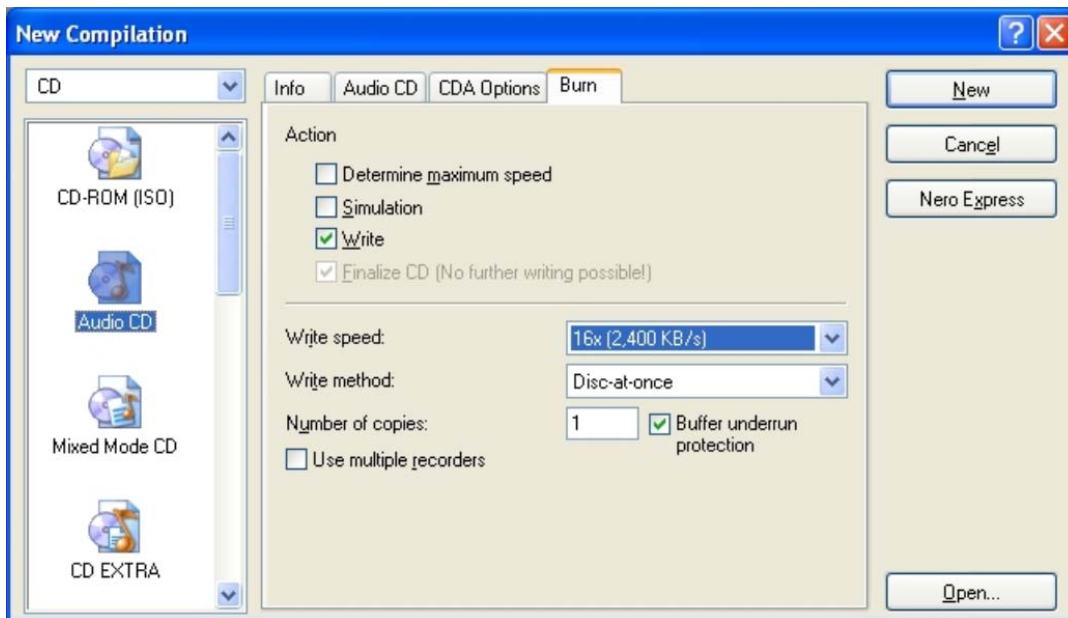 New Compilation
CD
CD-ROM (ISO)
Audio CD
Mixed Mode CD
CD EXTRA
Info
Audio CD
CDA Options
Burn
Action
Determine maximum speed
Simulation
Write
Finalize CD (No further writing possible!)
Write speed:
16x (2,400 KB/s)
Write method:
Disc-at-once
Number of copies:
1
Buffer underrun
protection
Use multiple recorders
New
Cancel
Nero Express
Open...